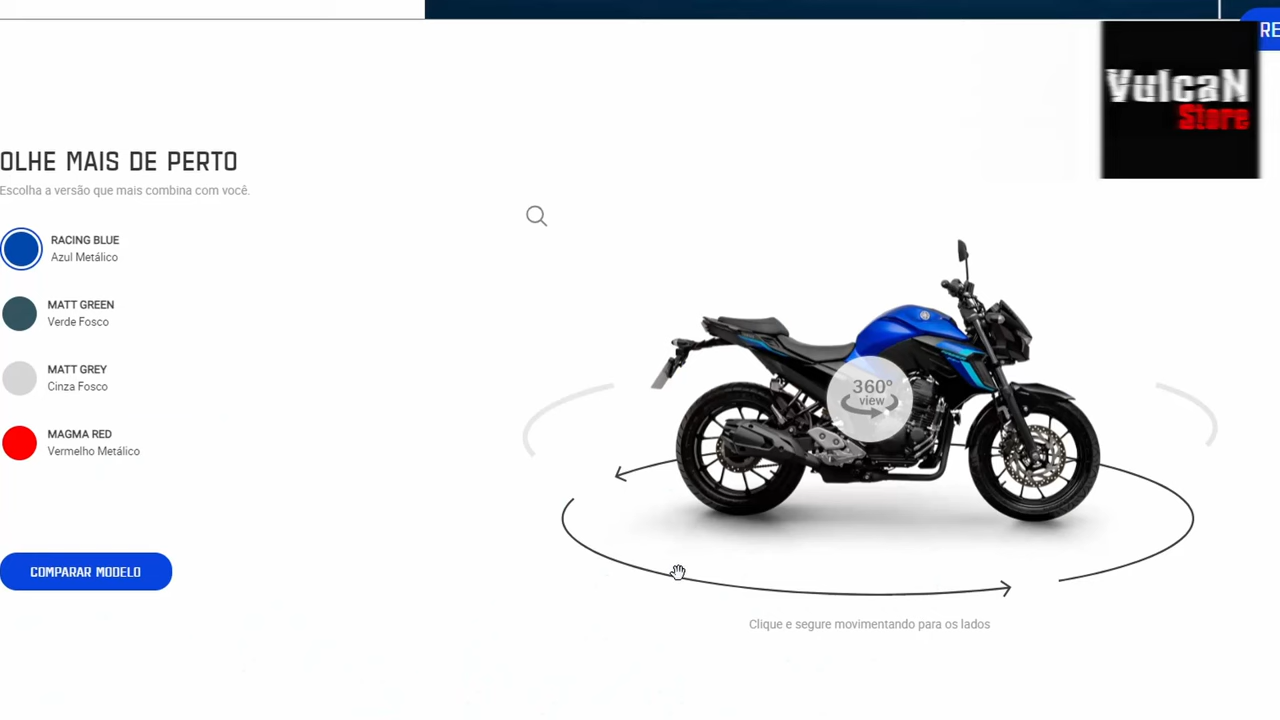 RE
VulcaN
Store
OLHE MAIS DE PERTO
Escolha a versão que mais combina com você.
RACING BLUE
Azul Metálico
MATT GREEN
Verde Fosco
MATT GREY
Cinza Fosco
MAGMA RED
Vermelho Metálico
COMPARAR MODELO
360°
view
Clique e segure movimentando para os lados